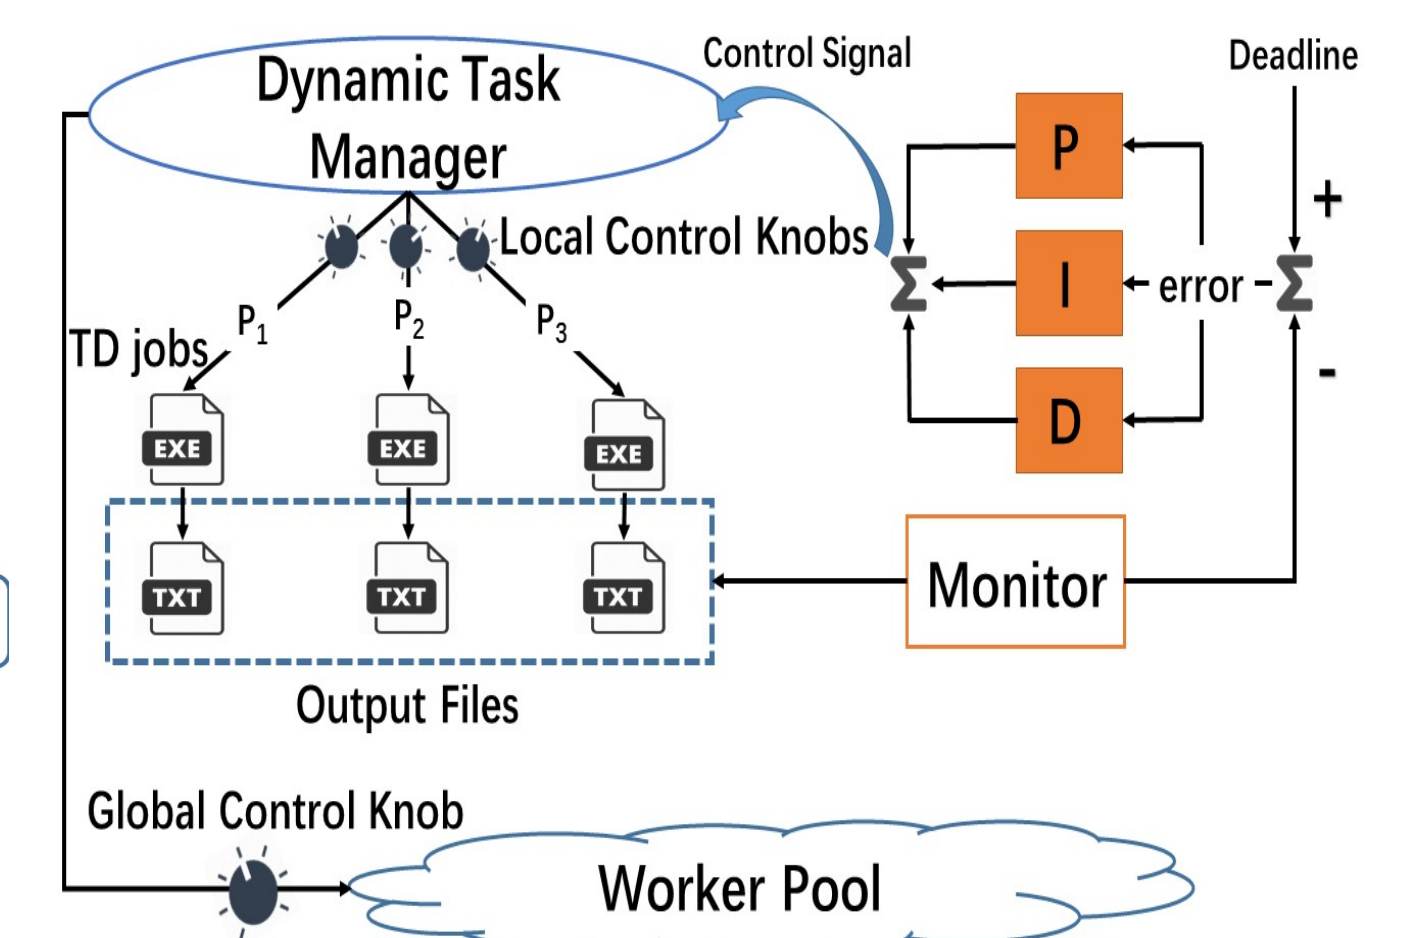 Dynamic Task
Manager
Control Signal
Deadline
P
+
Local Control Knobs
Σ
I
error
Σ
P₁
P₂
P₃
TD jobs
-
D
EXE
EXE
EXE
TXT
TXT
TXT
Monitor
Output Files
Global Control Knob
Worker Pool